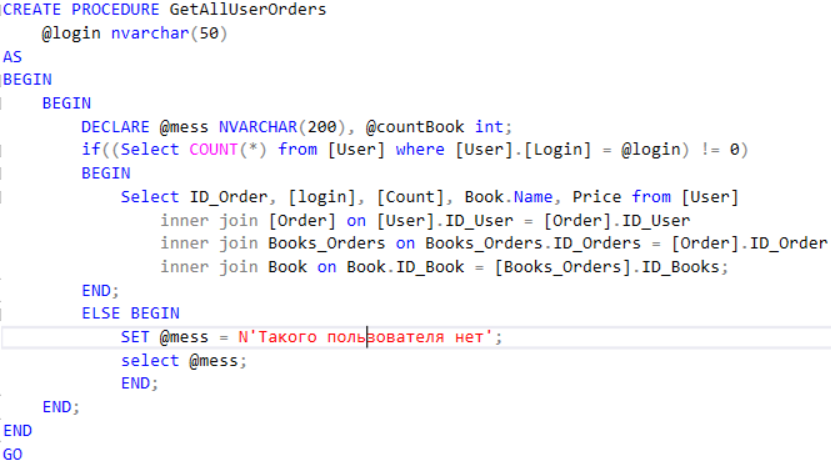 CREATE PROCEDURE GetAllUserOrders
@login nvarchar(50)
AS
BEGIN
BEGIN
DECLARE @mess NVARCHAR(200), @countBook int;
if((Select COUNT(*) from [User] where [User].[Login] = @login) != 0)
BEGIN
Select ID_Order, [login], [Count], Book.Name, Price from [User]
inner join [Order] on [User].ID_User = [Order].ID_User
inner join Books_Orders on Books_Orders.ID_Orders = [Order].ID_Order
inner join Book on Book.ID_Book = [Books_Orders].ID_Books;
END;
ELSE BEGIN
SET @mess = N'Такого пользователя нет';
select @mess;
END;
END;
END
GO